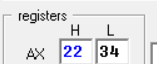 registers
H L
AX 22 34